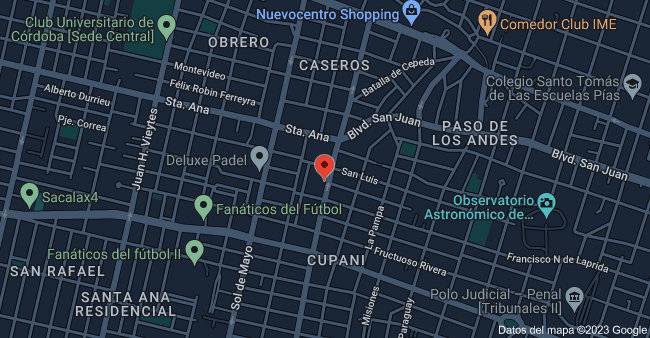 Nuevocentro Shopping
Club Universitario de
Córdoba [Sede Central]
Comedor Club IME
OBRERO
CASEROS
Montevideo
Batalla de Cepeda
Colegio Santo Tomás
de Las Escuelas Pías
Alberto Durrieu
Félix Robin Ferreyra
Sta. Ana
Pje. Correa
Sta. Ana
Blvd. San Juan
PASO DE
LOS ANDES
Blvd. San Juan
Juan H. Vieytes
Deluxe Padel
San Luis
Sacalax4
Fanáticos del Fútbol
La Pampa
Observatorio
Astronómico de...
Fanáticos del fútbol II
Sol de Mayo
CUPANI
Fructuoso Rivera
Francisco N de Laprida
SAN RAFAEL
SANTA ANA
RESIDENCIAL
Misiones
Paraguay
Polo Judicial – Penal
[Tribunales II]
Datos del mapa ©2023 Google